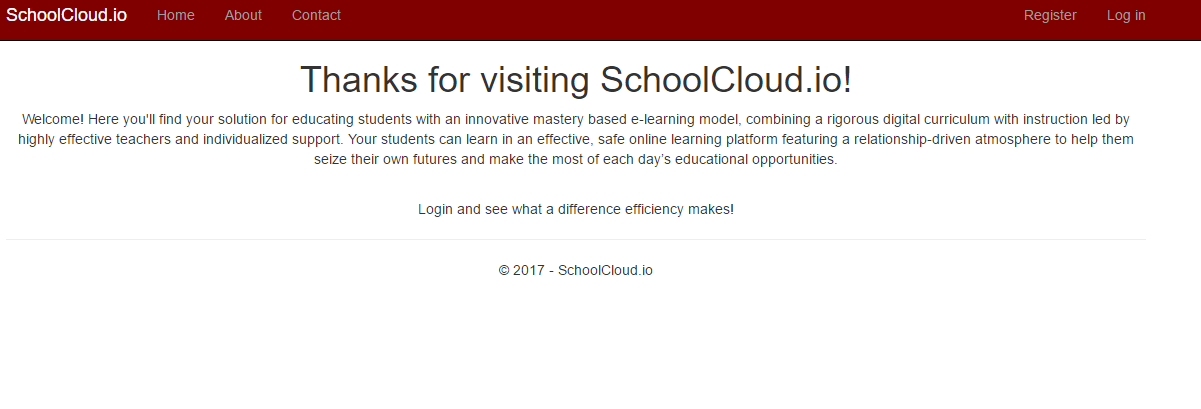 SchoolCloud.io Home About Contact Register Log in
Thanks for visiting SchoolCloud.io!
Welcome! Here you'll find your solution for educating students with an innovative mastery based e-learning model, combining a rigorous digital curriculum with instruction led by
highly effective teachers and individualized support. Your students can learn in an effective, safe online learning platform featuring a relationship-driven atmosphere to help them
seize their own futures and make the most of each day’s educational opportunities.
Login and see what a difference efficiency makes!
© 2017 - SchoolCloud.io